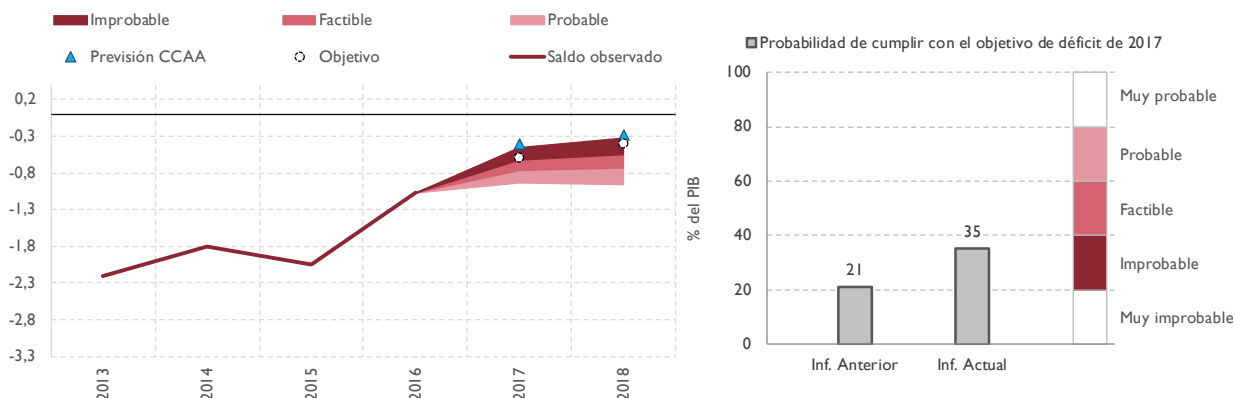 Improbable
Factible
Probable
Previsión CCAA
Objetivo
Saldo observado
0,2
-0,3
-0,8
-1,3
-1,8
-2,3
-2,8
-3,3
2013
2014
2015
2016
2017
2018
Probabilidad de cumplir con el objetivo de déficit de 2017
% del PIB
100
80
60
40
20
0
21
35
Inf. Anterior
Inf. Actual
Muy probable
Probable
Factible
Improbable
Muy improbable